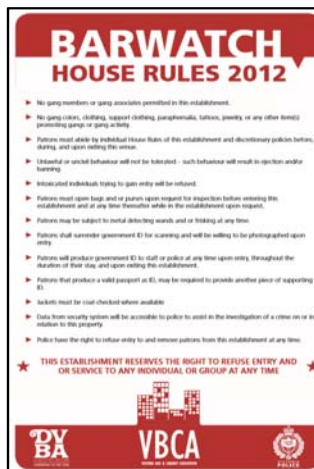 BARWATCH
HOUSE RULES 2012
No gang members or gang associates permitted in this establishment.
No gang colors, clothing, support clothing, paraphernalia, tattoos, jewelry, or any other item(s)
promoting gangs or gang activity.
Patrons must abide by individual House Rules of this establishment and discretionary policies before,
during, and upon exiting this venue.
Unlawful or uncivil behaviour will not be tolerated - such behaviour will result in ejection and/or
banning.
Intoxicated individuals trying to gain entry will be refused.
Patrons must open bags and or purses upon request for inspection before entering this
establishment and at any time thereafter while in the establishment upon request.
Patrons may be subject to metal detecting wands and or frisking at any time.
Patrons shall surrender government ID for scanning and will be willing to be photographed upon
entry.
Patrons will produce government ID to staff or police at any time upon entry, throughout the
duration of their stay, and upon exiting this establishment.
Patrons that produce a valid passport as ID, may be required to provide another piece of supporting
ID.
Jackets must be coat checked where available
Data from security system will be accessible to police to assist in the investigation of a crime on or in
relation to this property.
Police have the right to refuse entry to and remove patrons from this establishment at any time.
THIS ESTABLISHMENT RESERVES THE RIGHT TO REFUSE ENTRY AND
OR SERVICE TO ANY INDIVIDUAL OR GROUP AT ANY TIME
DVBA
VBCA
POLICE